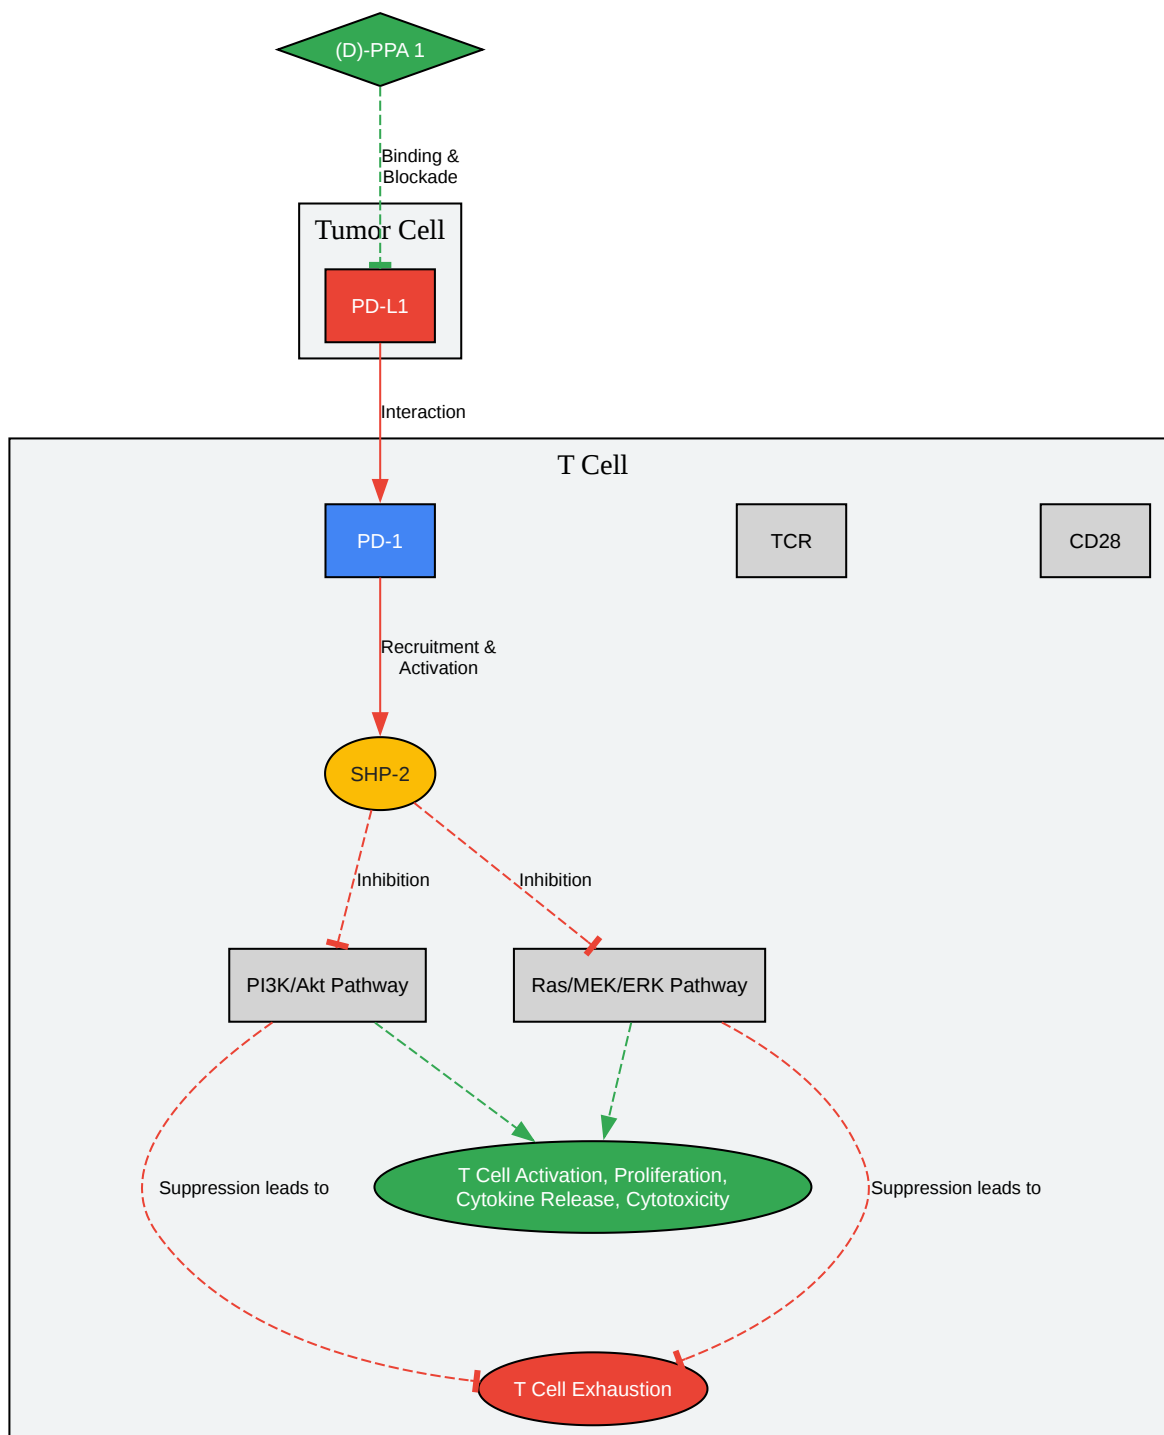 (D)-PPA 1
Binding &
Blockade
Tumor Cell
PD-L1
Interaction
T Cell
PD-1
TCR
CD28
Recruitment &
Activation
SHP-2
Inhibition
Inhibition
PI3K/Akt Pathway
Ras/MEK/ERK Pathway
T Cell Activation, Proliferation,
Cytokine Release, Cytotoxicity
Suppression leads to
Suppression leads to
T Cell Exhaustion